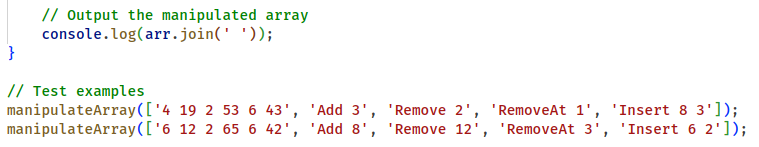 // Output the manipulated array
console.log(arr.join(' '));
}
// Test examples
manipulateArray(['4 19 2 53 6 43', 'Add 3', 'Remove 2', 'RemoveAt 1', 'Insert 8 3']);
manipulateArray(['6 12 2 65 6 42', 'Add 8', 'Remove 12', 'RemoveAt 3', 'Insert 6 2']);